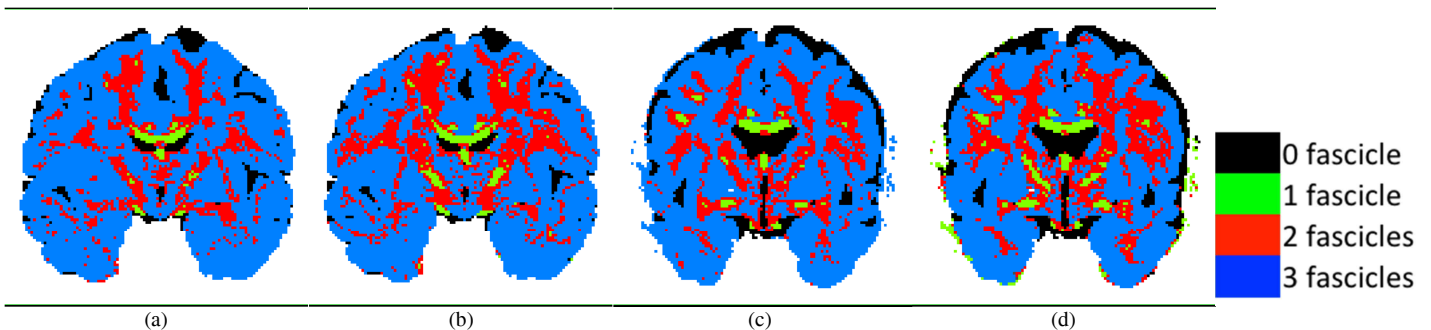 0 fascicle
1 fascicle
2 fascicles
3 fascicles
(a) (b) (c) (d)